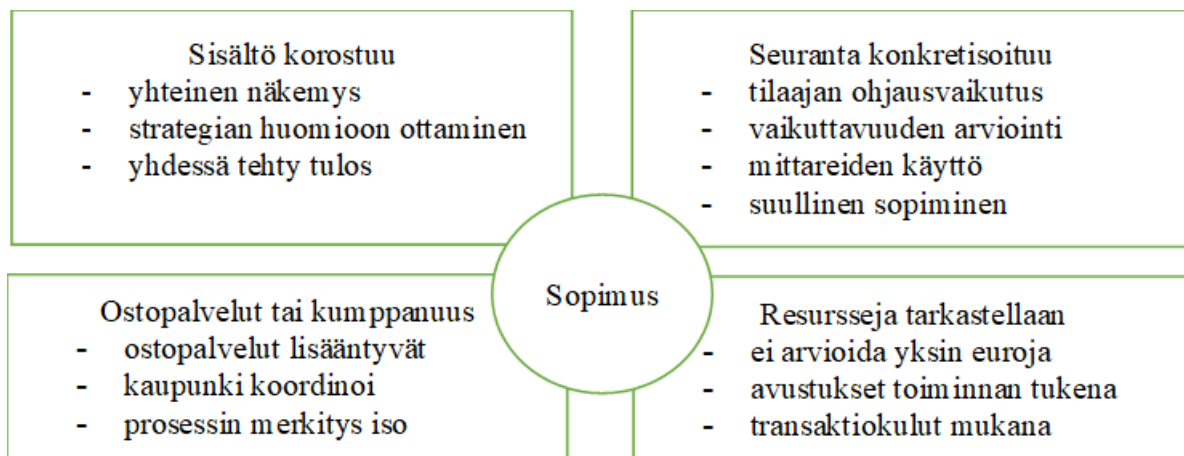 Sisältö korostuu
- yhteinen näkemys
- strategian huomioon ottaminen
- yhdessä tehty tulos
Seuranta konkretisoituu
- tilaajan ohjausvaikutus
- vaikuttavuuden arviointi
- mittareiden käyttö
- suullinen sopiminen
Sopimus
Ostopalvelut tai kumppanuus
- ostopalvelut lisääntyvät
- kaupunki koordinoi
- prosessin merkitys iso
Resursseja tarkastellaan
- ei arvioida yksin euroja
- avustukset toiminnan tukena
- transaktiokulut mukana